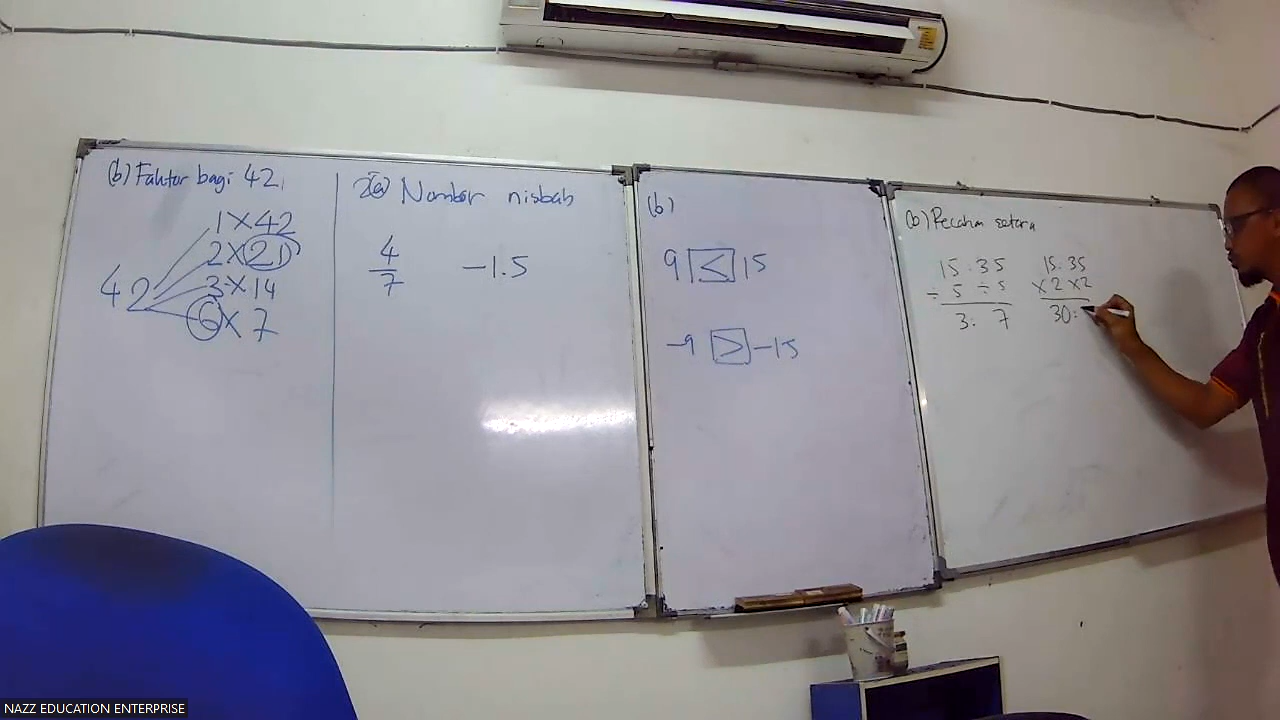 (b) Faktor bagi 42
1 X 42
2 X 21
42
3 X 14
6 X 7
(a) Nombor nisbah
4
7
-1.5
(b)
9 < 15
-9 > -15
(b) Pecahan setara
15 : 35
÷ 5 ÷ 5
3 : 7
15 : 35
x 2 x 2
30 :
NAZZ EDUCATION ENTERPRISE